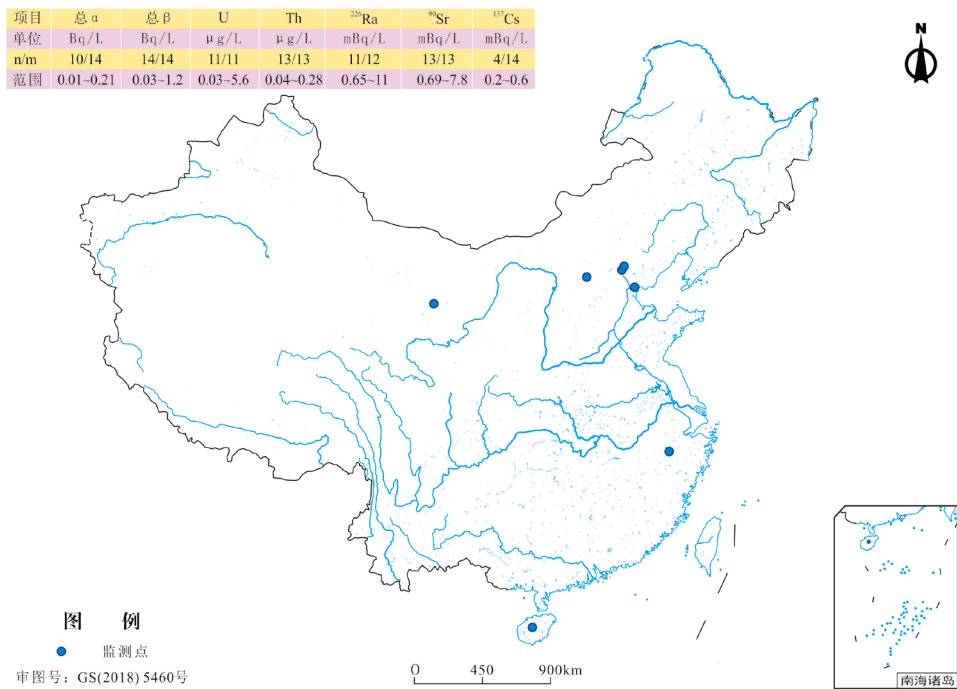 项目 总α 总β U Th ²²⁶Ra ⁹⁰Sr ¹³⁷Cs
单位 Bq/L Bq/L μg/L μg/L mBq/L mBq/L mBq/L
n/m 10/14 14/14 11/11 13/13 11/12 13/13 4/14
范围 0.01~0.21 0.03~1.2 0.03~5.6 0.04~0.28 0.65~11 0.69~7.8 0.2~0.6
N
图 例
监测点
审图号：GS(2018) 5460号
0 450 900km
南海诸岛